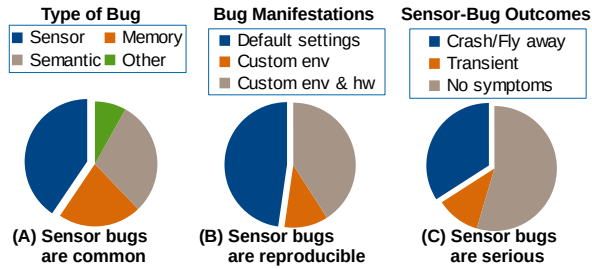 Type of Bug
Sensor
Memory
Semantic
Other
(A) Sensor bugs
are common
Bug Manifestations
Default settings
Custom env
Custom env & hw
(B) Sensor bugs
are reproducible
Sensor-Bug Outcomes
Crash/Fly away
Transient
No symptoms
(C) Sensor bugs
are serious